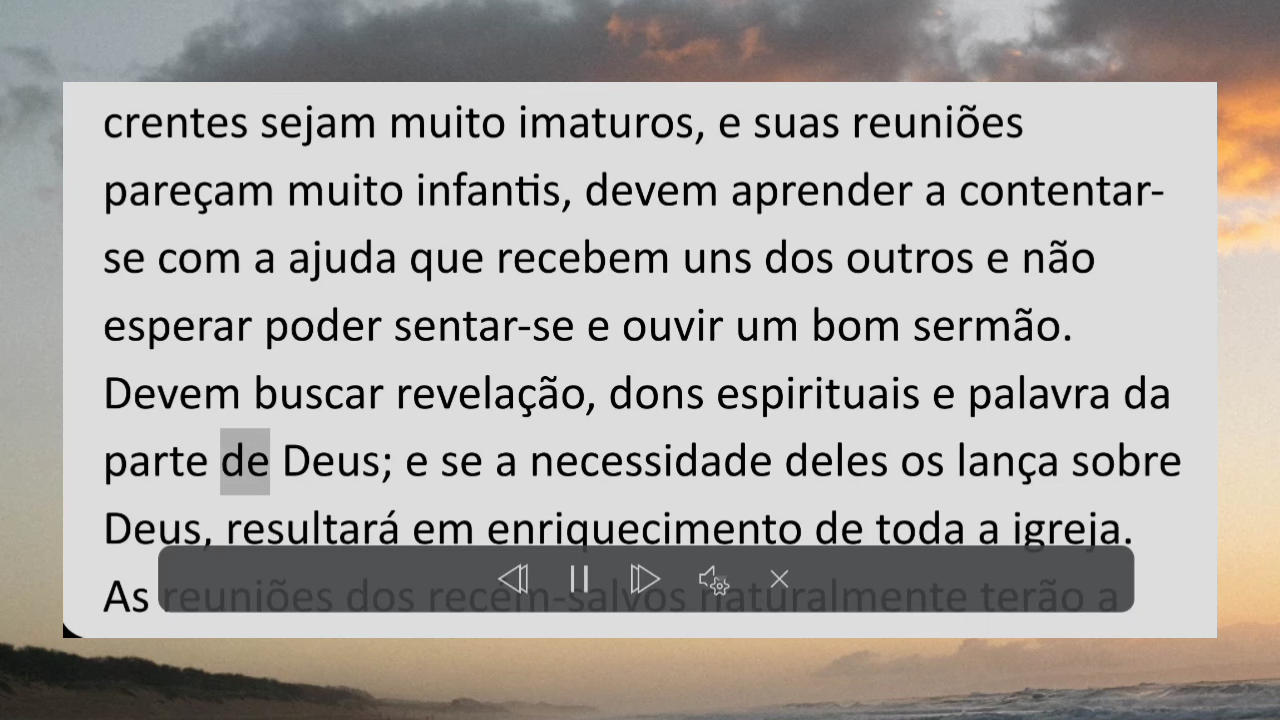 crentes sejam muito imaturos, e suas reuniões
pareçam muito infantis, devem aprender a contentar-
se com a ajuda que recebem uns dos outros e não
esperar poder sentar-se e ouvir um bom sermão.
Devem buscar revelação, dons espirituais e palavra da
parte de Deus; e se a necessidade deles os lança sobre
Deus, resultará em enriquecimento de toda a igreja.
As reuniões dos recém-salvos naturalmente terão a